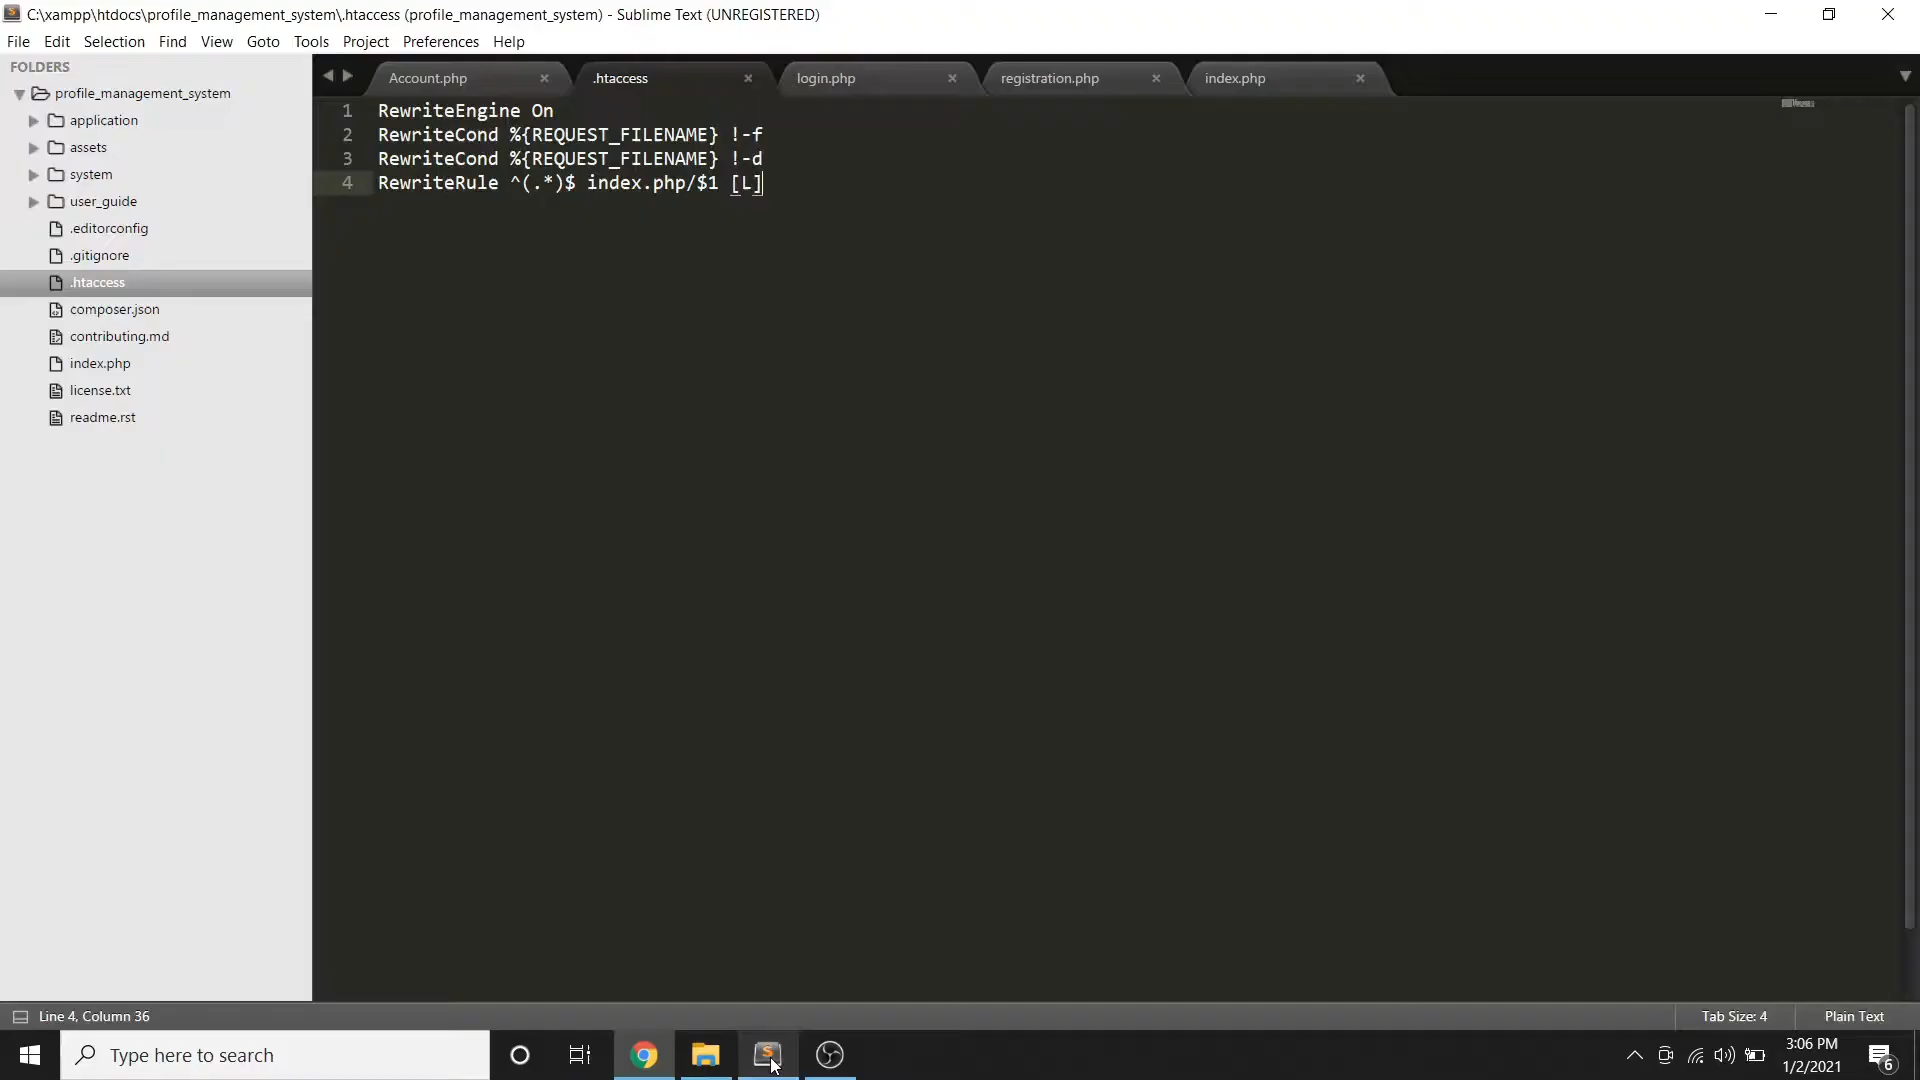 C:\xampp\htdocs\profile_management_system\.htaccess (profile_management_system) - Sublime Text (UNREGISTERED)
File Edit Selection Find View Goto Tools Project Preferences Help
FOLDERS
profile_management_system
application
assets
system
user_guide
.editorconfig
.gitignore
.htaccess
composer.json
contributing.md
index.php
license.txt
readme.rst
Account.php .htaccess login.php registration.php index.php
1 RewriteEngine On
2 RewriteCond %{REQUEST_FILENAME} !-f
3 RewriteCond %{REQUEST_FILENAME} !-d
4 RewriteRule ^(.*)$ index.php/$1 [L]
Line 4, Column 36 Tab Size: 4 Plain Text
Type here to search
3:06 PM
1/2/2021
6